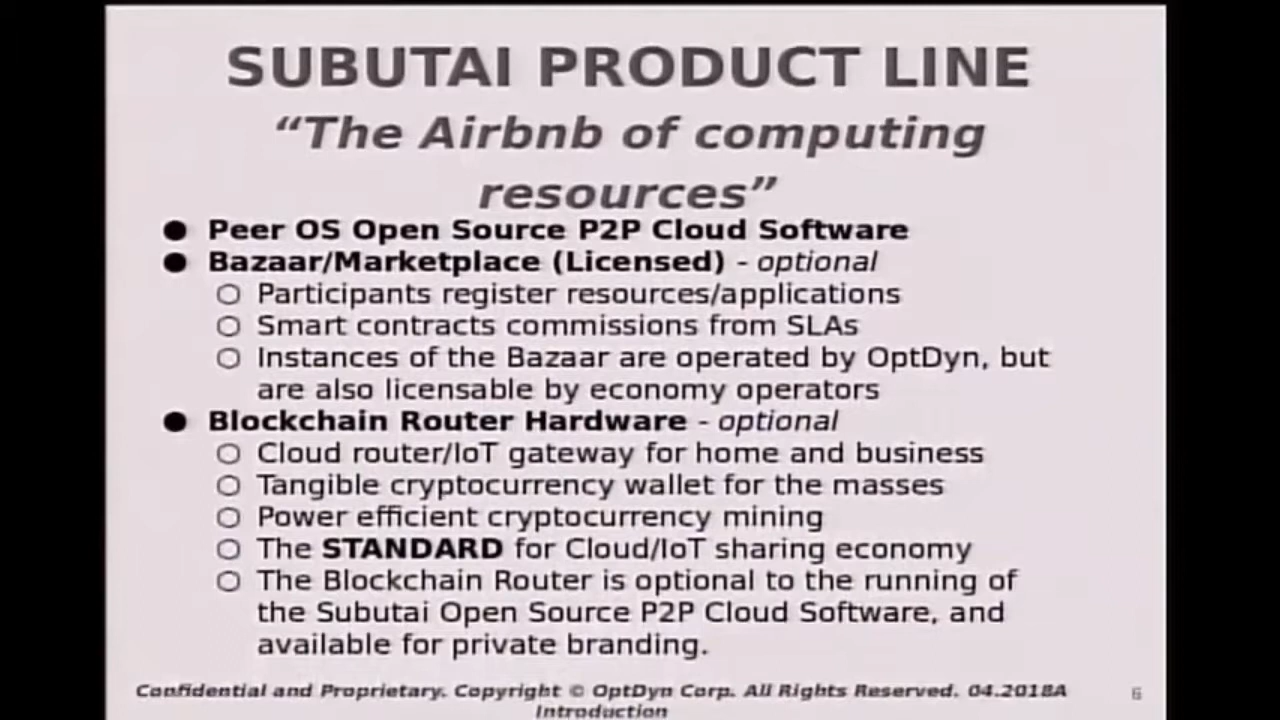 SUBUTAI PRODUCT LINE
“The Airbnb of computing
resources”
● Peer OS Open Source P2P Cloud Software
● Bazaar/Marketplace (Licensed) - optional
○ Participants register resources/applications
○ Smart contracts commissions from SLAs
○ Instances of the Bazaar are operated by OptDyn, but
are also licensable by economy operators
● Blockchain Router Hardware - optional
○ Cloud router/IoT gateway for home and business
○ Tangible cryptocurrency wallet for the masses
○ Power efficient cryptocurrency mining
○ The STANDARD for Cloud/IoT sharing economy
○ The Blockchain Router is optional to the running of
the Subutai Open Source P2P Cloud Software, and
available for private branding.
Confidential and Proprietary. Copyright © OptDyn Corp. All Rights Reserved. 04.2018A
Introduction
6